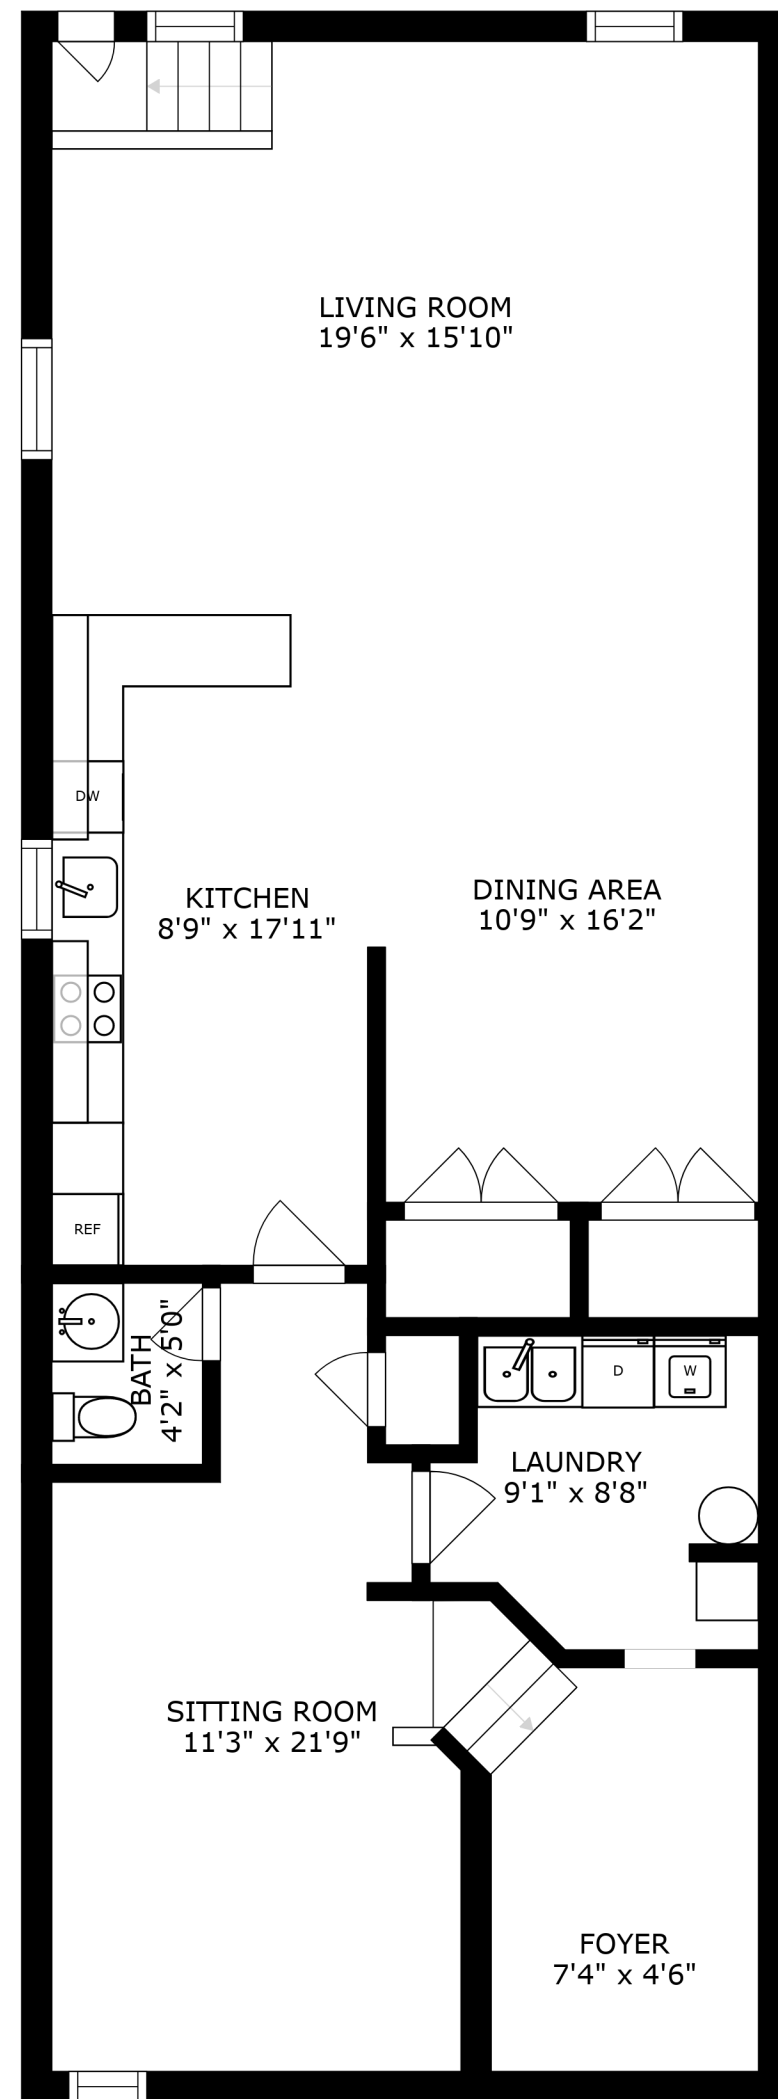 LIVING ROOM
19'6" x 15'10"
DW
KITCHEN
8'9" x 17'11"
DINING AREA
10'9" x 16'2"
REF
BATH
4'2" x 5'0"
D
W
LAUNDRY
9'1" x 8'8"
SITTING ROOM
11'3" x 21'9"
FOYER
7'4" x 4'6"